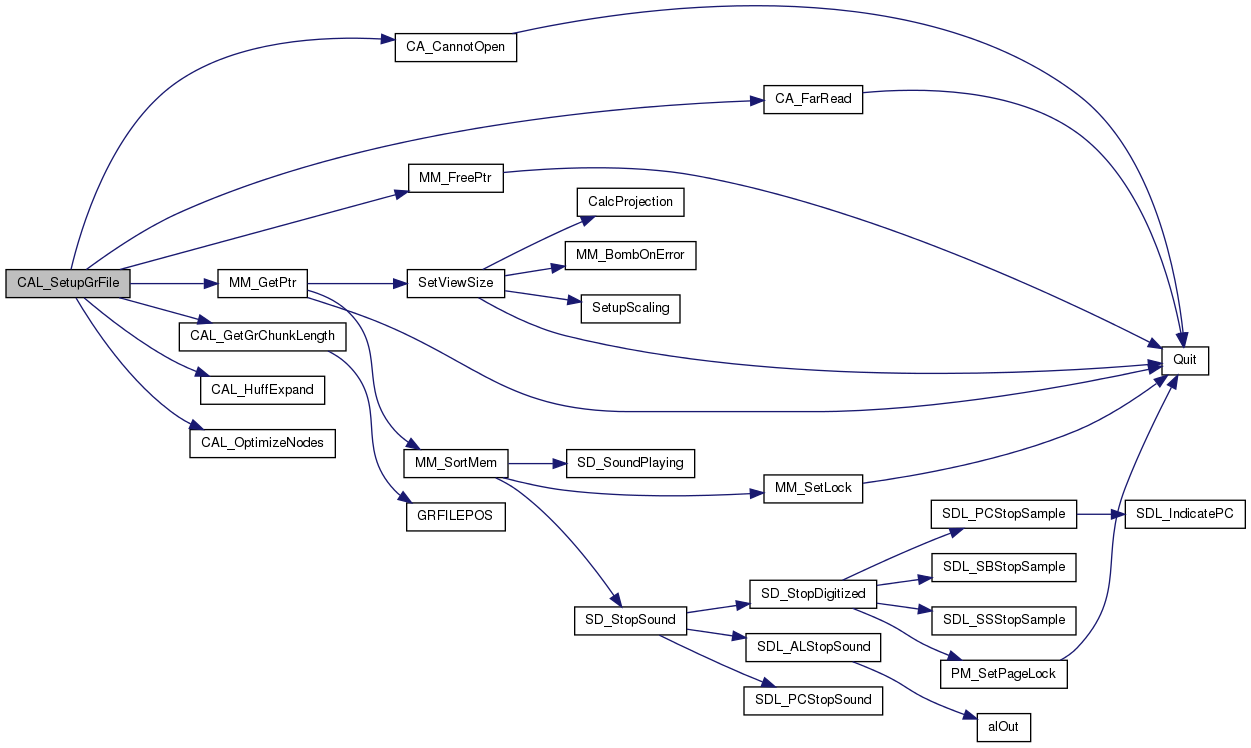 CA_CannotOpen
CA_FarRead
MM_FreePtr
CalcProjection
MM_BombOnError
CAL_SetupGrFile
MM_GetPtr
SetViewSize
SetupScaling
CAL_GetGrChunkLength
Quit
CAL_HuffExpand
CAL_OptimizeNodes
MM_SortMem
SD_SoundPlaying
MM_SetLock
GRFILEPOS
SDL_PCStopSample
SDL_IndicatePC
SDL_SBStopSample
SD_StopDigitized
SD_StopSound
SDL_SSStopSample
SDL_ALStopSound
PM_SetPageLock
SDL_PCStopSound
alOut